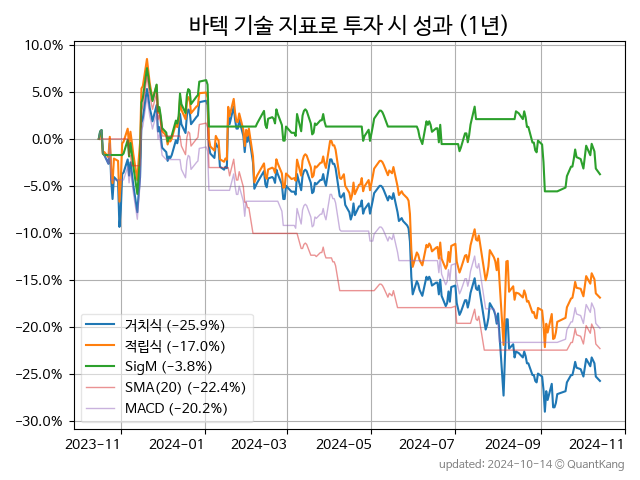 바텍 기술 지표로 투자 시 성과 (1년)
10.0%
5.0%
0.0%
−5.0%
−10.0%
−15.0%
−20.0%
−25.0%
−30.0%
거치식 (−25.9%)
적립식 (−17.0%)
SigM (−3.8%)
SMA(20) (−22.4%)
MACD (−20.2%)
2023−11 2024−01 2024−03 2024−05 2024−07 2024−09 2024−11
updated: 2024-10-14 © QuantKang